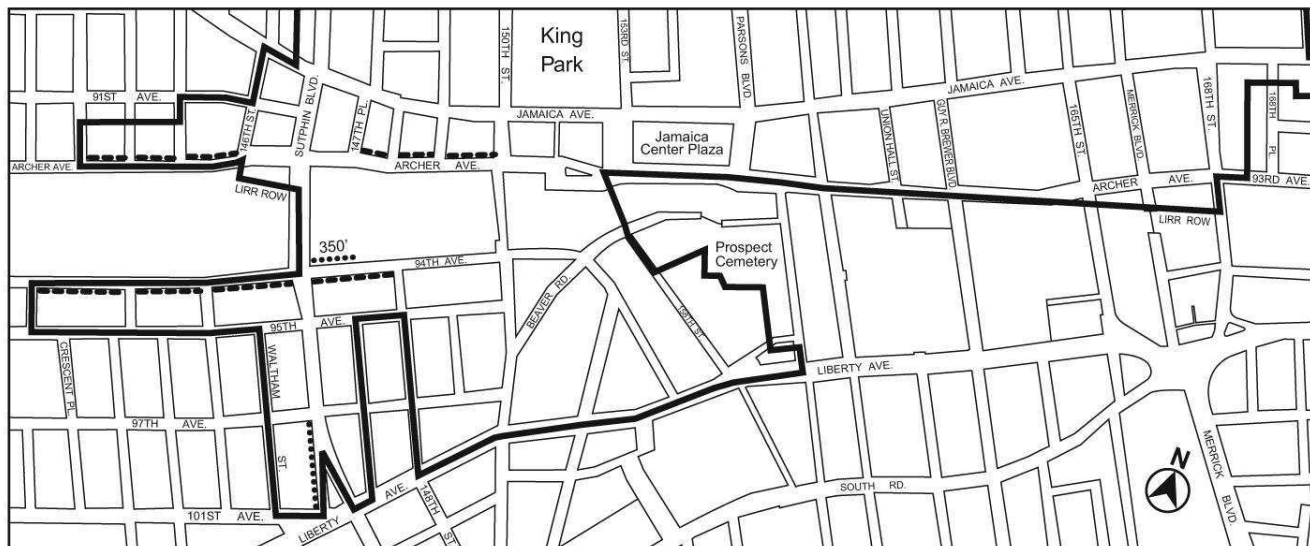 King
Park
150TH ST.
153RD ST.
PARSONS BLVD.
JAMAICA AVE.
168TH ST.
91ST AVE.
146TH ST.
SUTPHIN BLVD.
147TH PL.
JAMAICA AVE.
Jamaica
Center Plaza
UNION HALL ST.
GUY R. BREWER BLVD.
165TH ST.
MERRICK BLVD.
168TH PL.
ARCHER AVE.
ARCHER AVE.
ARCHER AVE.
93RD AVE.
LIRR ROW
LIRR ROW
350'
94TH AVE.
Prospect
Cemetery
BEAVER RD.
95TH AVE.
CRESCENT PL.
WALTHAM ST.
LIBERTY AVE.
97TH AVE.
MERRICK BLVD.
N
SOUTH RD.
101ST AVE.
LIBERTY AVE.
148TH ST.